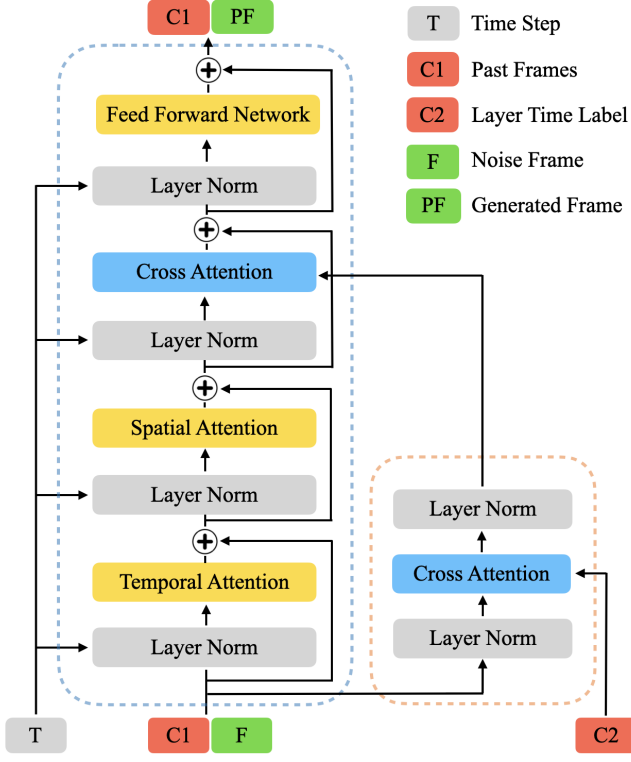 C1 PF
T Time Step
C1 Past Frames
C2 Layer Time Label
F Noise Frame
PF Generated Frame
Feed Forward Network
Layer Norm
Cross Attention
Layer Norm
Spatial Attention
Layer Norm
Temporal Attention
Layer Norm
Layer Norm
Cross Attention
Layer Norm
T
C1 F
C2